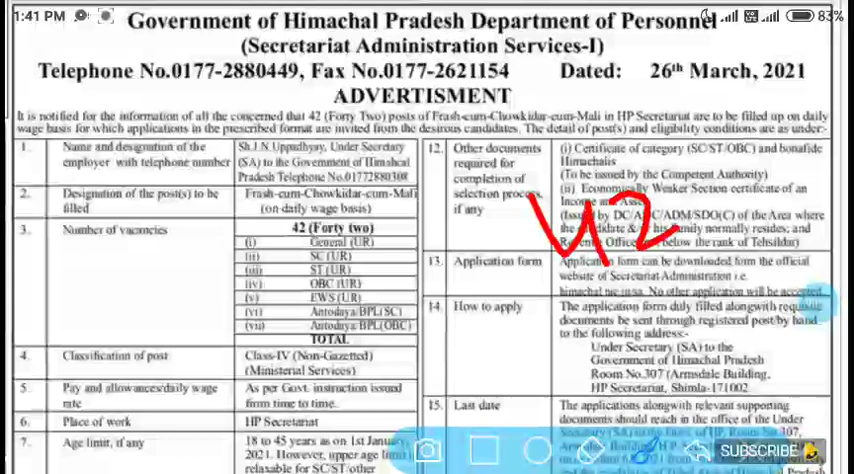 1:41 PM
83%
Government of Himachal Pradesh Department of Personnel
(Secretariat Administration Services-I)
Telephone No.0177-2880449, Fax No.0177-2621154 Dated: 26th March, 2021
ADVERTISMENT
It is notified for the information of all the concerned that 42 (Forty Two) posts of Frash-cum-Chowkidar-cum-Mali in HP Secretariat are to be filled up on daily
wage basis for which applications in the prescribed format are invited from the desirous candidates. The detail of post(s) and eligibility conditions are as under:-
1. Name and designation of the
employer with telephone number
Sh.J.N Uppudhyay, Under Secretary
(SA) to the Government of Himahcal
Pradesh Telephone No.01772880308
2. Designation of the post(s) to be
filled
Frash-cum-Chowkidar-cum-Mali
(on daily wage basis)
3. Number of vacancies
42 (Forty two)
(i) General (UR)
(ii) SC (UR)
(iii) ST (UR)
(iv) OBC (UR)
(v) EWS (UR)
(vi) Antodaya/BPL(SC)
(vii) Antodaya/BPL(OBC)
TOTAL
4. Classification of post
Class-IV (Non-Gazetted)
(Ministerial Services)
5. Pay and allowances/daily wage
rate
As per Govt. instruction issued
from time to time.
6. Place of work
HP Secretariat
7. Age limit, if any
18 to 45 years as on 1st January,
2021. However, upper age limit
relaxable for SC/ST/other
12. Other documents
required for
completion of
selection process,
if any
(i) Certificate of category (SC/ST/OBC) and bonafide
Himachalis
(To be issued by the Competent Authority)
(ii) Economically Weaker Section certificate of an
Income and Asset
(Issued by DC/ADC/ADM/SDO(C) of the Area where
the candidate & his family normally resides, and
Revenue Officer not below the rank of Tehsildar)
42
13. Application form
Application form can be downloaded form the official
website of Secretariat Administration i.e.
himachal.nic.in/sa. No other application will be accepted.
14. How to apply
The application form duly filled alongwith requisite
documents be sent through registered post/by hand
to the following address:-
Under Secretary (SA) to the
Government of Himachal Pradesh
Room No.307 (Armsdale Building,
HP Secretariat, Shimla-171002
15. Last date
The applications alongwith relevant supporting
documents should reach in the office of the Under
SUBSCRIBE